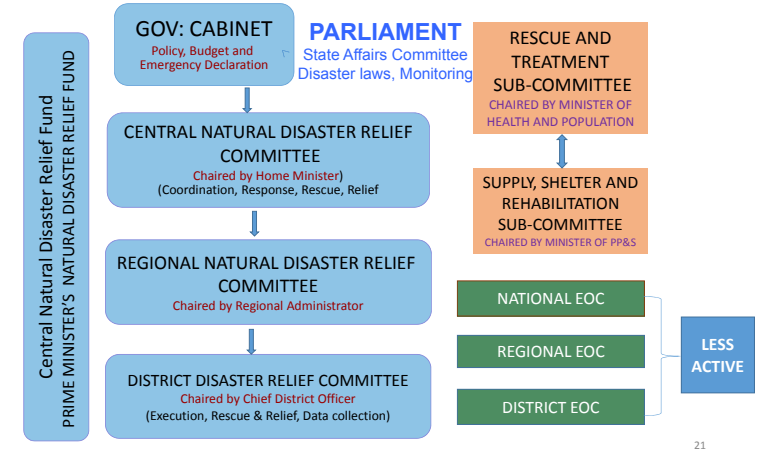 Central Natural Disaster Relief Fund
PRIME MINISTER'S NATURAL DISASTER RELIEF FUND
GOV: CABINET
Policy, Budget and
Emergency Declaration
PARLIAMENT
State Affairs Committee
Disaster laws, Monitoring
CENTRAL NATURAL DISASTER RELIEF
COMMITTEE
Chaired by Home Minister)
(Coordination, Response, Rescue, Relief
REGIONAL NATURAL DISASTER RELIEF
COMMITTEE
Chaired by Regional Administrator
DISTRICT DISASTER RELIEF COMMITTEE
Chaired by Chief District Officer
(Execution, Rescue & Relief, Data collection)
RESCUE AND
TREATMENT
SUB-COMMITTEE
CHAIRED BY MINISTER OF
HEALTH AND POPULATION
SUPPLY, SHELTER AND
REHABILITATION
SUB-COMMITTEE
CHAIRED BY MINISTER OF PP&S
NATIONAL EOC
REGIONAL EOC
DISTRICT EOC
LESS
ACTIVE
21